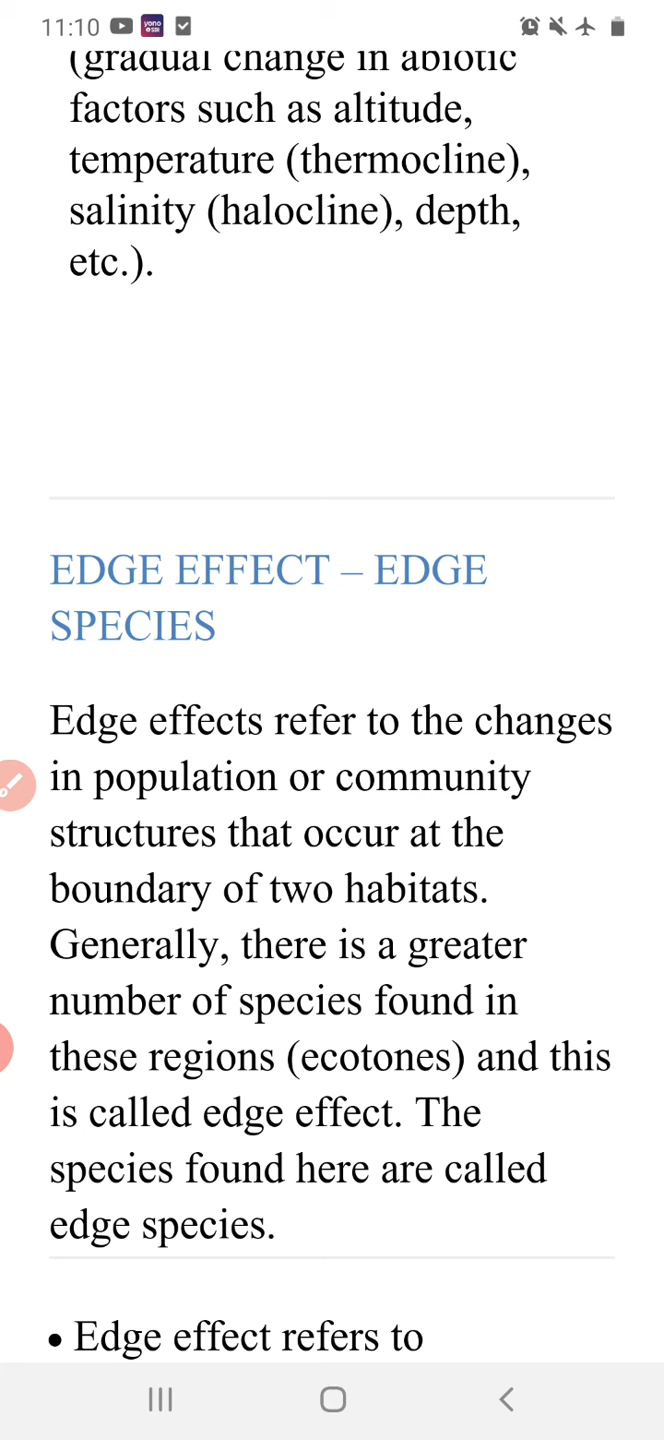 11:10
yono
SBI
(gradual change in abiotic
factors such as altitude,
temperature (thermocline),
salinity (halocline), depth,
etc.).
EDGE EFFECT – EDGE
SPECIES
Edge effects refer to the changes
in population or community
structures that occur at the
boundary of two habitats.
Generally, there is a greater
number of species found in
these regions (ecotones) and this
is called edge effect. The
species found here are called
edge species.
• Edge effect refers to